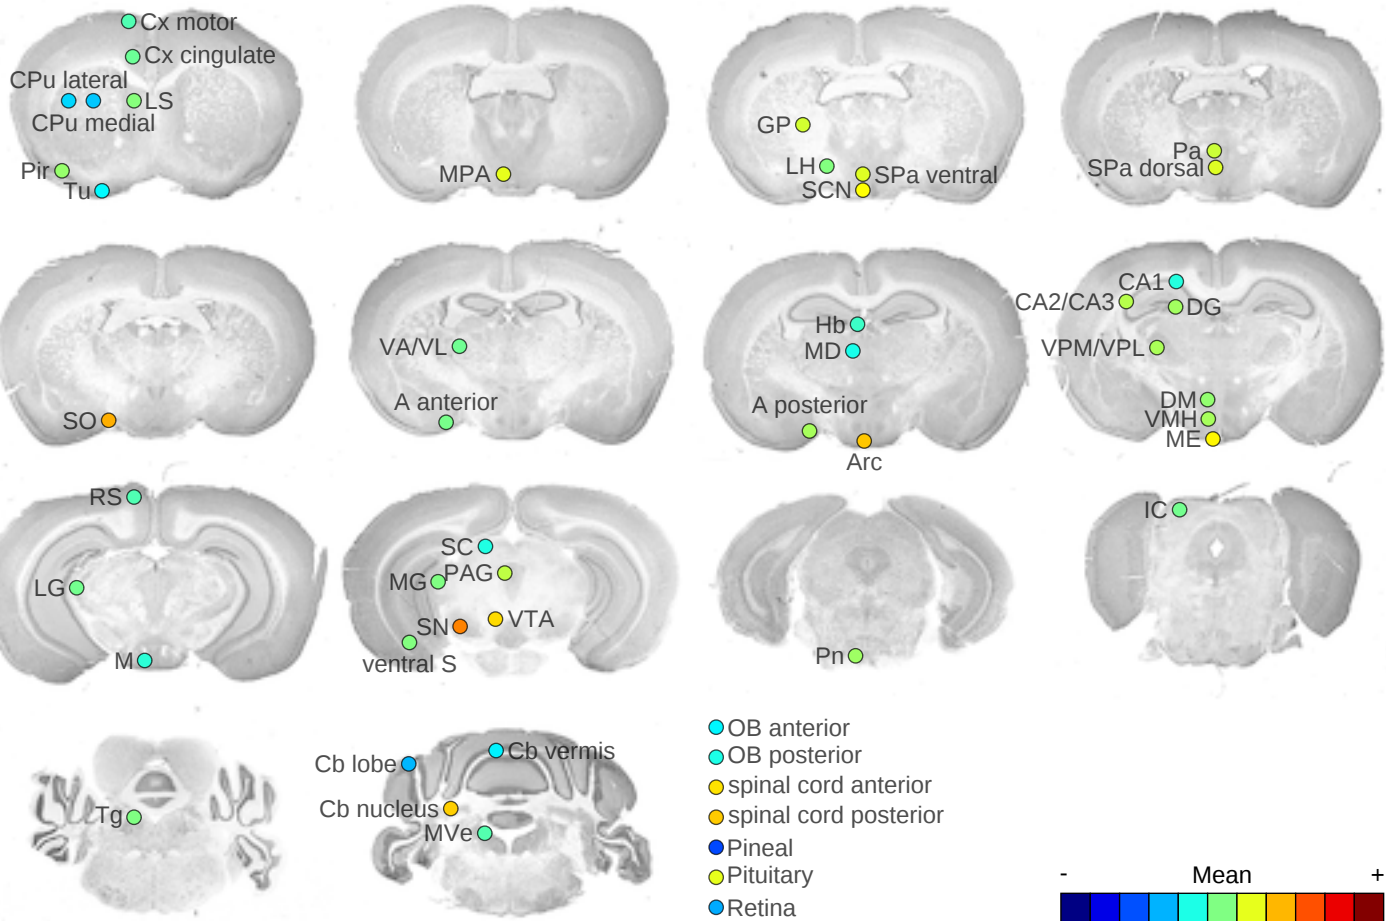 Cx motor
Cx cingulate
CPu lateral
LS
CPu medial
Pir
Tu
MPA
GP
LH
SPa ventral
SCN
Pa
SPa dorsal
SO
VA/VL
A anterior
Hb
MD
A posterior
Arc
CA1
CA2/CA3
DG
VPM/VPL
DM
VMH
ME
RS
LG
M
SC
PAG
MG
VTA
SN
ventral S
Pn
IC
Tg
Cb vermis
Cb lobe
Cb nucleus
MVe
OB anterior
OB posterior
spinal cord anterior
spinal cord posterior
Pineal
Pituitary
Retina
- Mean +